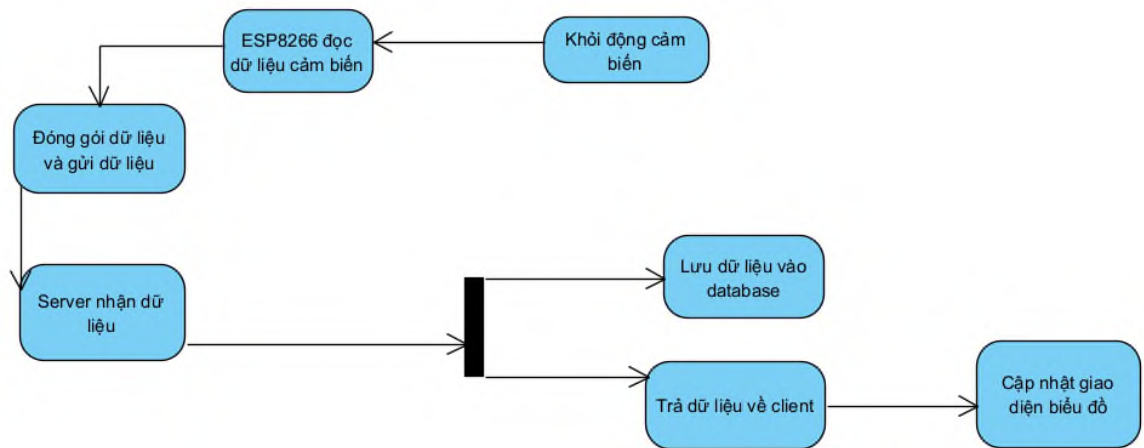 ESP8266 đọc
dữ liệu cảm biến
Khỏi động cảm
biến
Đóng gói dữ liệu
và gửi dữ liệu
Server nhận dữ
liệu
Lưu dữ liệu vào
database
Trả dữ liệu về client
Cập nhật giao
diện biểu đồ